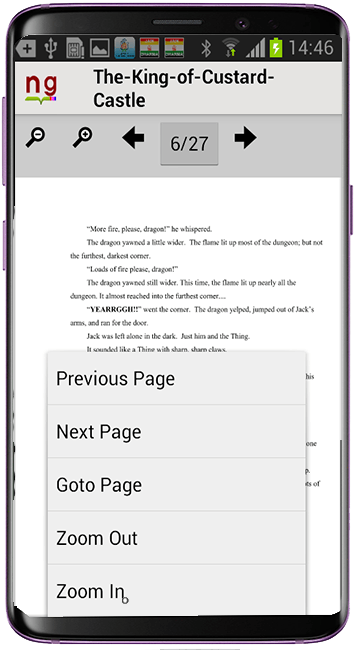 14:46
ng
The-King-of-Custard-
Castle
6/27
“More fire, please, dragon!” he whispered.
The dragon yawned a little wider.  The flame lit up most of the dungeon; but not
the furthest, darkest corner.
“Loads of fire please, dragon!”
The dragon yawned still wider. This time, the flame lit up nearly all the
dungeon. It almost reached into the furthest corner....
“YEARRGGH!!” went the corner.  The dragon yelped, jumped out of Jack’s
arms, and ran for the door.
Jack was left alone in the dark.  Just him and the Thing.
It sounded like a Thing with sharp, sharp claws.
his
Previous Page
Next Page
one
Goto Page
p.
ts of
Zoom Out
Zoom In